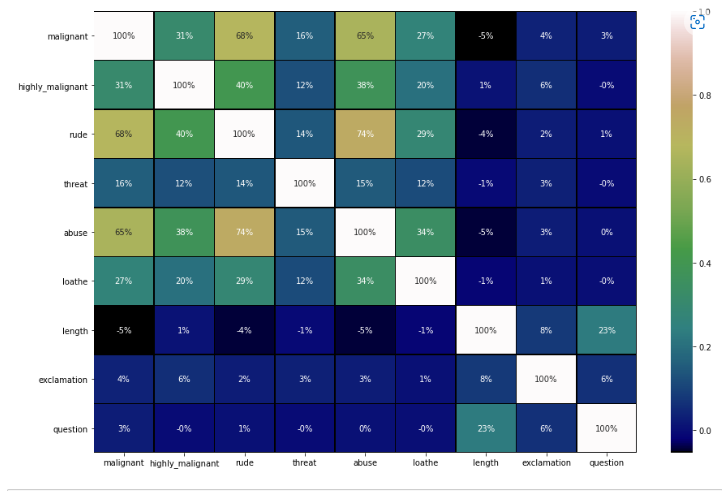 malignant 100% 31% 68% 16% 65% 27% -5% 4% 3%
highly_malignant 31% 100% 40% 12% 38% 20% 1% 6% -0%
rude 68% 40% 100% 14% 74% 29% -4% 2% 1%
threat 16% 12% 14% 100% 15% 12% -1% 3% -0%
abuse 65% 38% 74% 15% 100% 34% -5% 3% 0%
loathe 27% 20% 29% 12% 34% 100% -1% 1% -0%
length -5% 1% -4% -1% -5% -1% 100% 8% 23%
exclamation 4% 6% 2% 3% 3% 1% 8% 100% 6%
question 3% -0% 1% -0% 0% -0% 23% 6% 100%
malignant highly_malignant rude threat abuse loathe length exclamation question
1.0
0.8
0.6
0.4
0.2
0.0